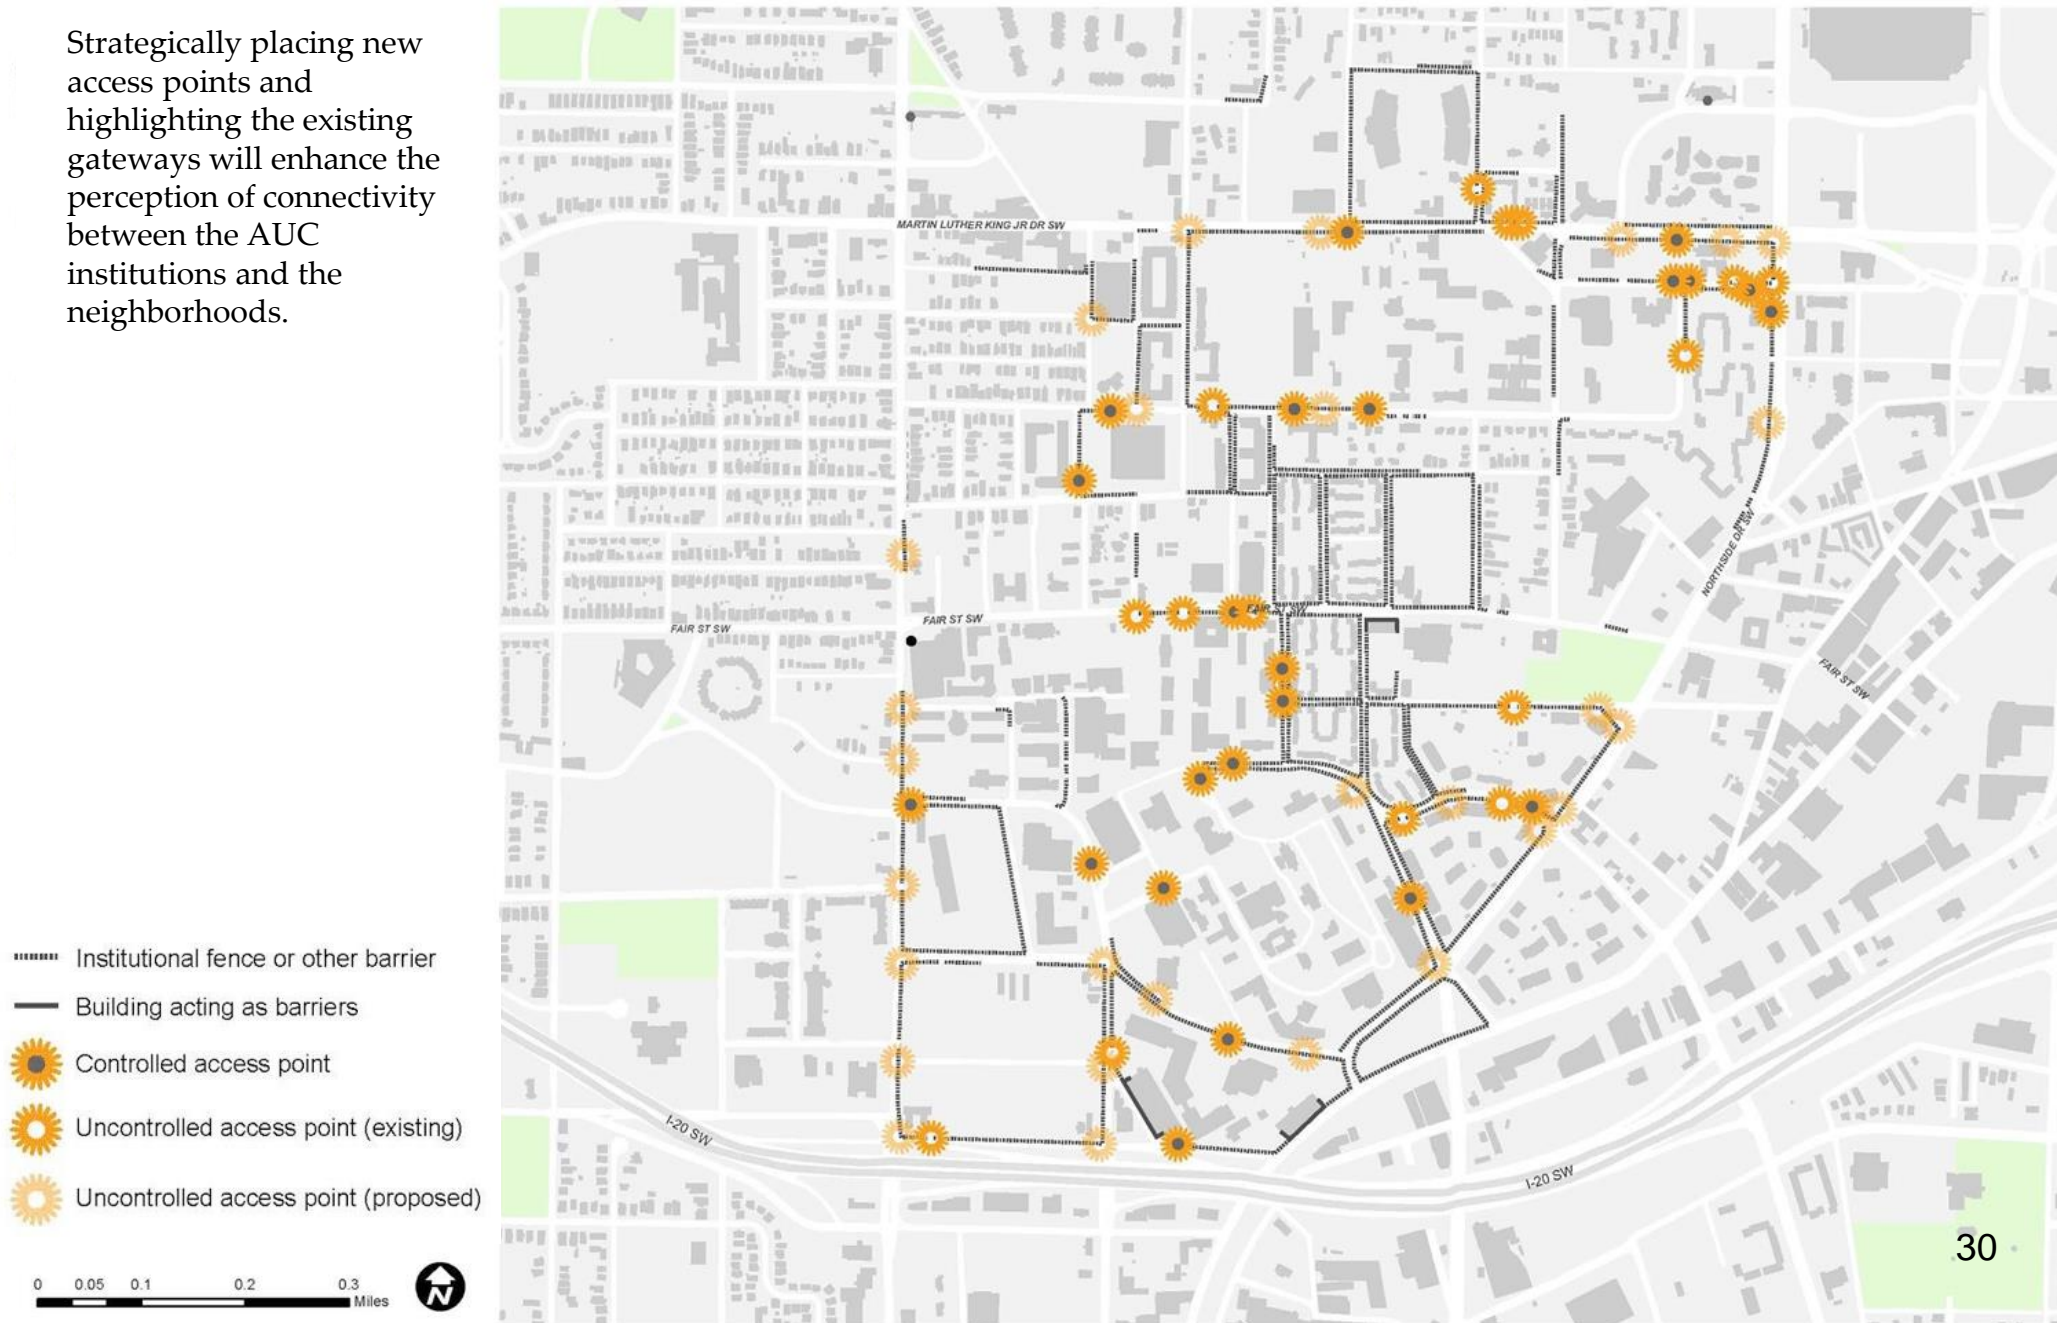 Strategically placing new
access points and
highlighting the existing
gateways will enhance the
perception of connectivity
between the AUC
institutions and the
neighborhoods.
MARTIN LUTHER KING JR DR SW
NORTHSIDE DR SW
FAIR ST SW
FAIR ST SW
FAIR ST SW
FAIR ST SW
I-20 SW
I-20 SW
Institutional fence or other barrier
Building acting as barriers
Controlled access point
Uncontrolled access point (existing)
Uncontrolled access point (proposed)
0 0.05 0.1 0.2 0.3
Miles
N
30